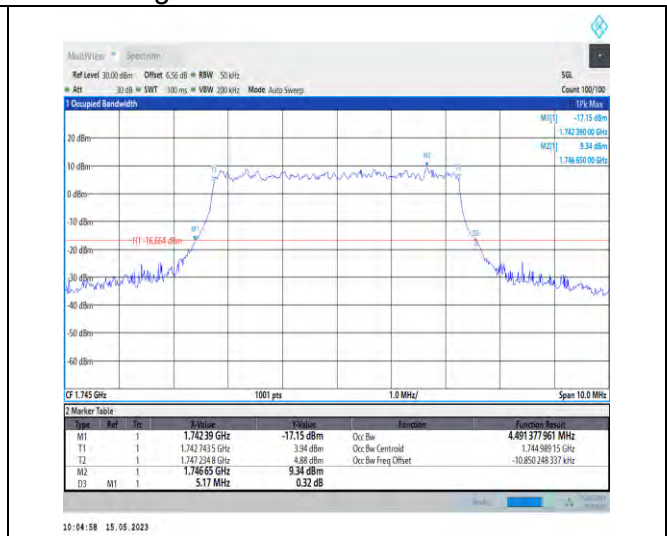 MultiView Spectrum
Ref Level 30.00 dBm Offset 6.56 dB RBW 50 kHz SGL
Att 30 dB SWT 100 ms VBW 200 kHz Mode Auto Sweep Count 100/100
1 Occupied Bandwidth 1Pk Max
M1[1] -17.15 dBm
1.742 390 00 GHz
M2[1] 9.34 dBm
1.746 650 00 GHz
20 dBm
M2
10 dBm
T1
0 dBm
-10 dBm
M1
D3
H1 -16.664 dBm
-20 dBm
-30 dBm
-40 dBm
-50 dBm
-60 dBm
CF 1.745 GHz 1001 pts 1.0 MHz/ Span 10.0 MHz
2 Marker Table
Type Ref Trc X-Value Y-Value Function Function Result
M1 1 1.742 39 GHz -17.15 dBm Occ Bw 4.491 377 961 MHz
T1 1 1.742 743 5 GHz 3.94 dBm Occ Bw Centroid 1.744 989 15 GHz
T2 1 1.747 234 8 GHz 4.88 dBm Occ Bw Freq Offset -10.850 248 337 kHz
M2 1 1.746 65 GHz 9.34 dBm
D3 M1 1 5.17 MHz 0.32 dB
10:04:58 15.05.2023